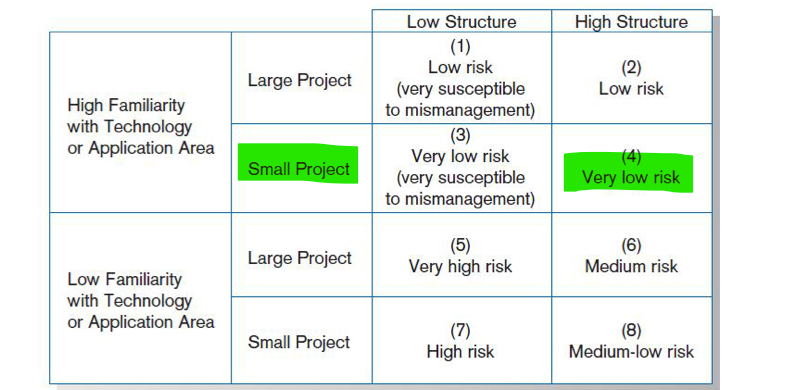 Low Structure
High Structure
High Familiarity
with Technology
or Application Area
Large Project
(1)
Low risk
(very susceptible
to mismanagement)
(2)
Low risk
Small Project
(3)
Very low risk
(very susceptible
to mismanagement)
(4)
Very low risk
Low Familiarity
with Technology
or Application Area
Large Project
(5)
Very high risk
(6)
Medium risk
Small Project
(7)
High risk
(8)
Medium-low risk